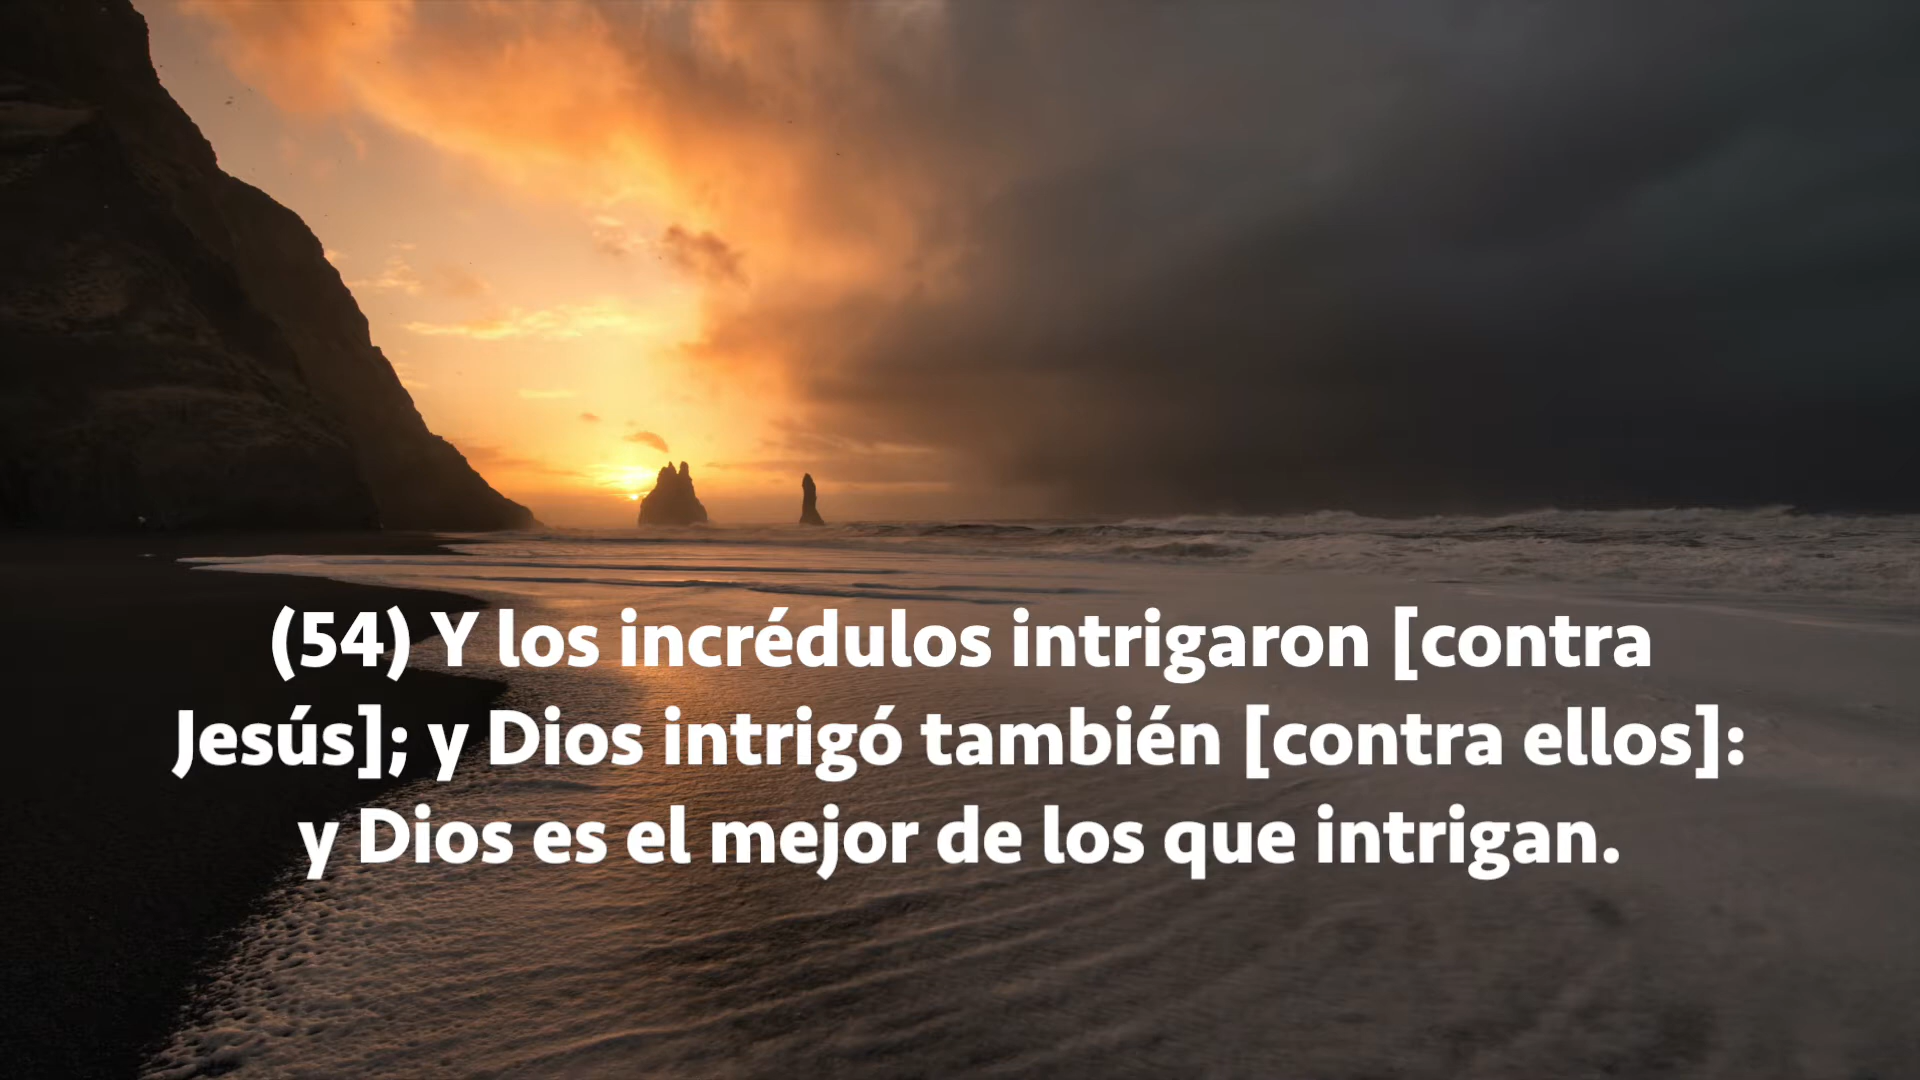 (54) Y los incrédulos intrigaron [contra
Jesús]; y Dios intrigó también [contra ellos]:
y Dios es el mejor de los que intrigan.